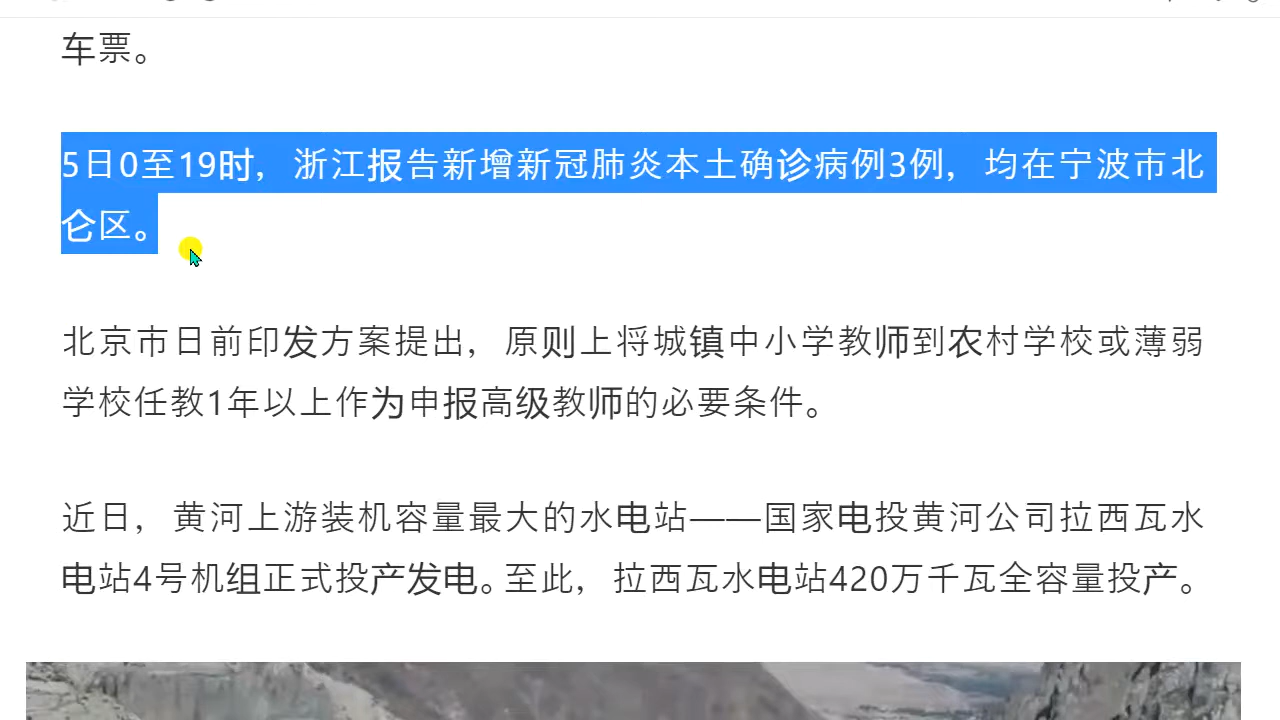 车票。
5日0至19时，浙江报告新增新冠肺炎本土确诊病例3例，均在宁波市北
仑区。
北京市日前印发方案提出，原则上将城镇中小学教师到农村学校或薄弱
学校任教1年以上作为申报高级教师的必要条件。
近日，黄河上游装机容量最大的水电站——国家电投黄河公司拉西瓦水
电站4号机组正式投产发电。至此，拉西瓦水电站420万千瓦全容量投产。